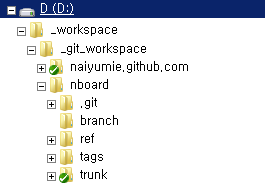 D (D:)
_workspace
_git_workspace
naiyumie.github.com
nboard
.git
branch
ref
tags
trunk